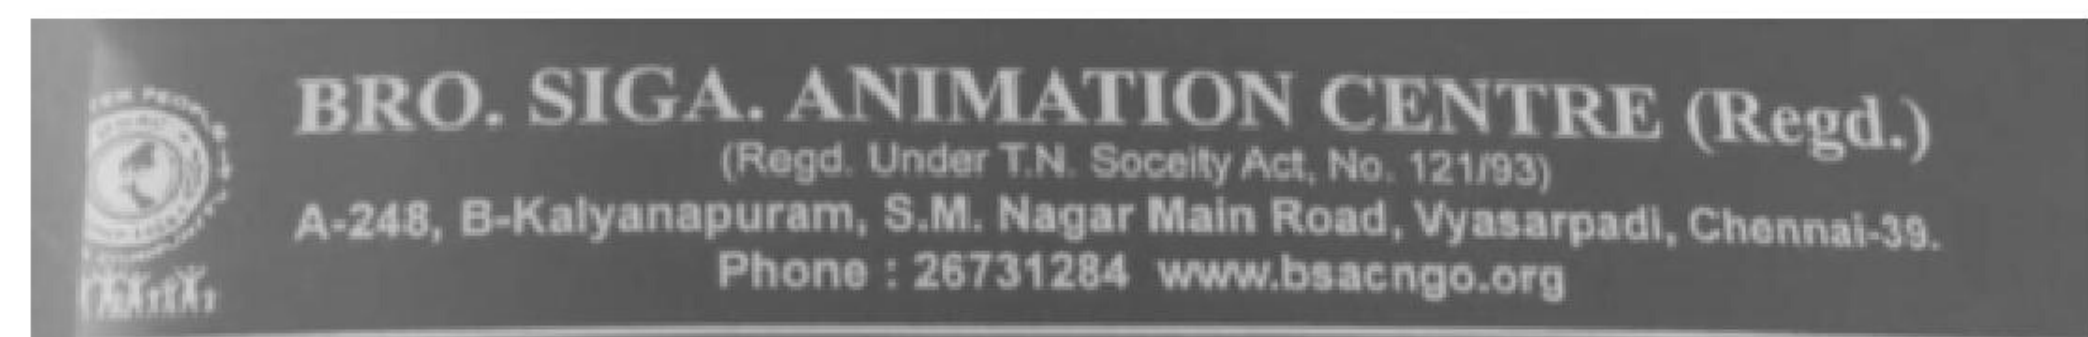 BRO. SIGA. ANIMATION CENTRE (Regd.)
(Regd. Under T.N. Soceity Act, No. 121/93)
A-248, B-Kalyanapuram, S.M. Nagar Main Road, Vyasarpadi, Chennai-39.
Phone : 26731284 www.bsacngo.org